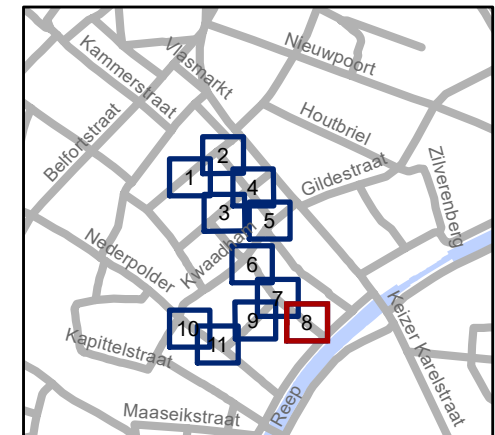 Nieuwpoort
Vlasmarkt
Kammerstraat
Belfortstraat
Houtbriel
Zilverenberg
Gildestraat
2
1
4
3
5
Kwaadham
Nederpolder
6
7
8
9
10
11
Kapittelstraat
Keizer Karelstraat
Maaseikstraat
Reep